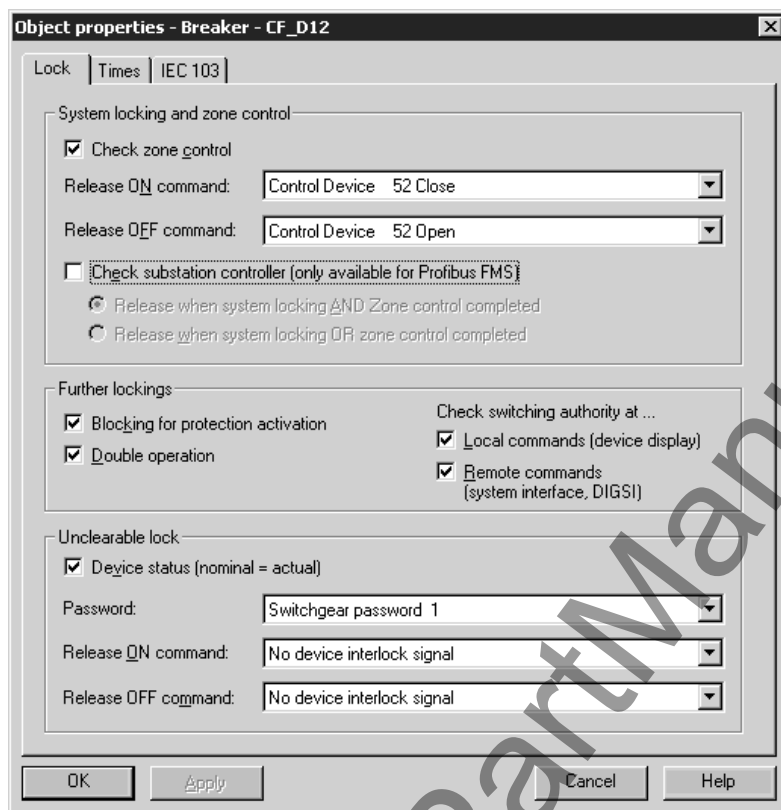 Object properties - Breaker - CF_D12
Lock
Times
IEC 103
System locking and zone control
Check zone control
Release ON command:
Control Device 52 Close
Release OFF command:
Control Device 52 Open
Check substation controller (only available for Profibus FMS)
Release when system locking AND Zone control completed
Release when system locking OR zone control completed
Further lockings
Blocking for protection activation
Double operation
Check switching authority at ...
Local commands (device display)
Remote commands
(system interface, DIGSI)
Unclearable lock
Device status (nominal = actual)
Password:
Switchgear password 1
Release ON command:
No device interlock signal
Release OFF command:
No device interlock signal
OK
Apply
Cancel
Help